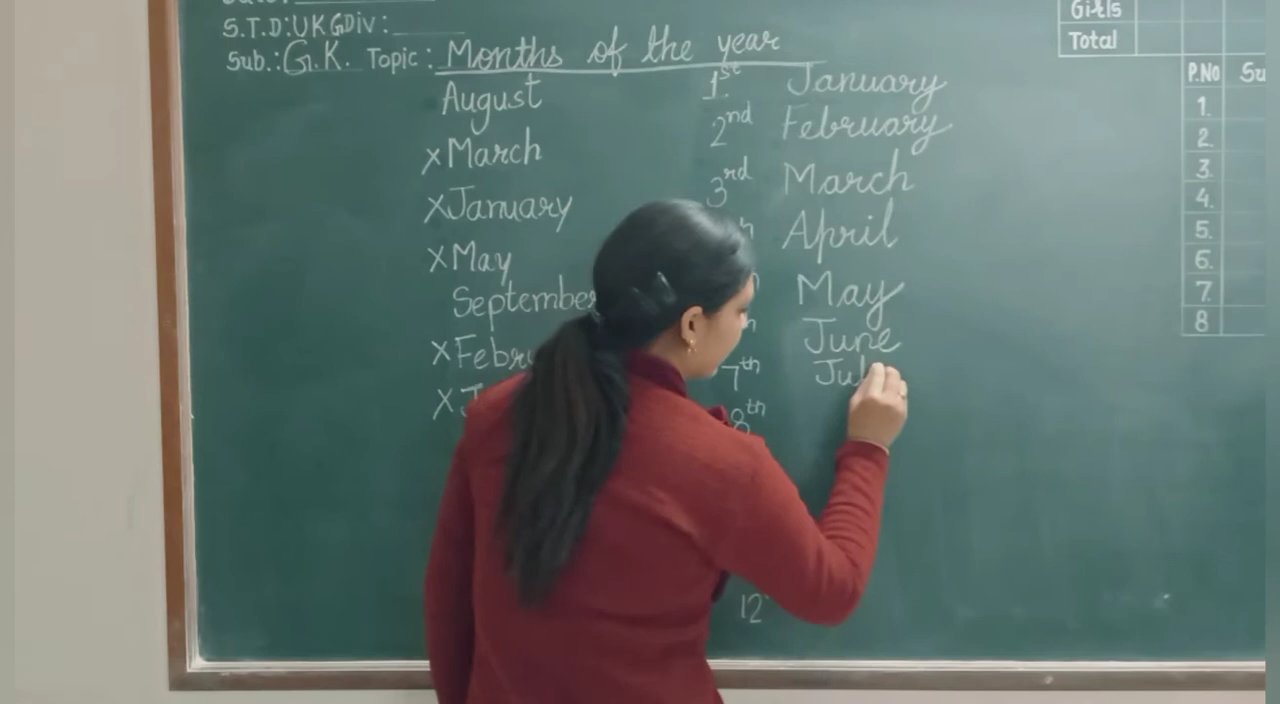 S.T.D:UKG Div:
Sub.: G.K. Topic: Months of the year
August
x March
x January
x May
September
x
x
1st January
2nd February
3rd March
April
May
June
7th
8th
12
Girls
Total
P.No
1.
2.
3.
4.
5.
6.
7.
8